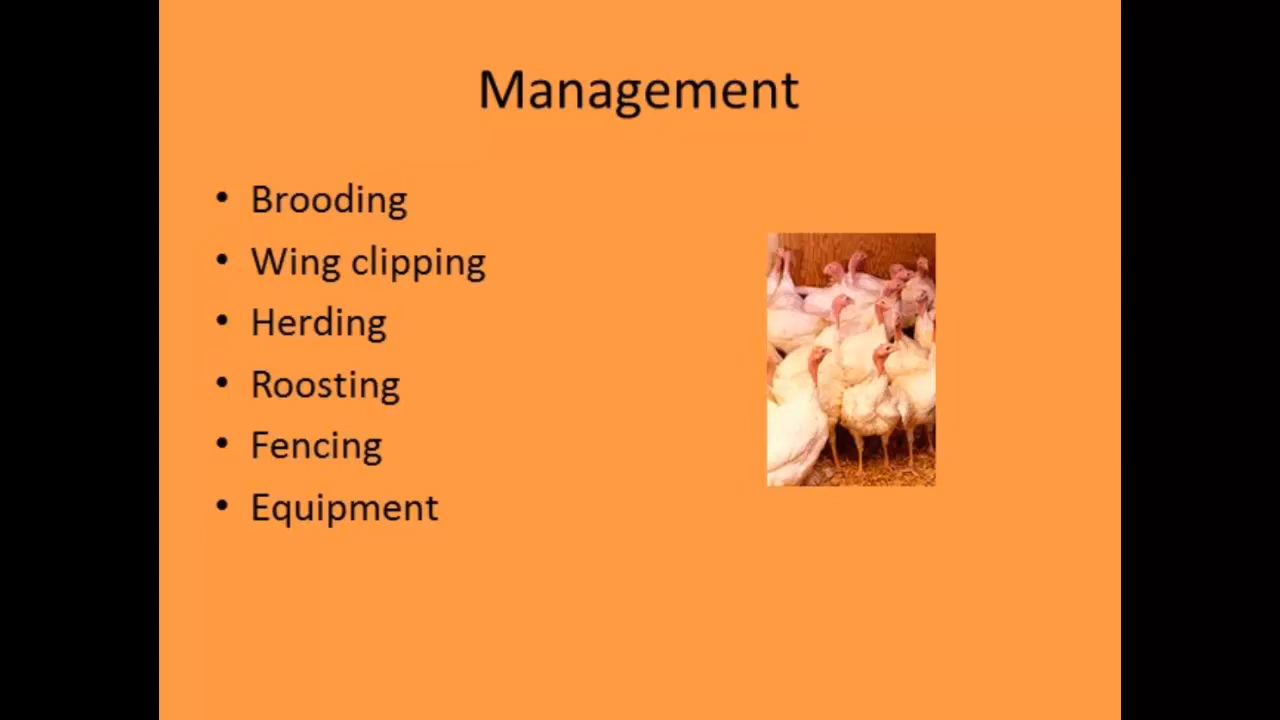 Management
• Brooding
• Wing clipping
• Herding
• Roosting
• Fencing
• Equipment